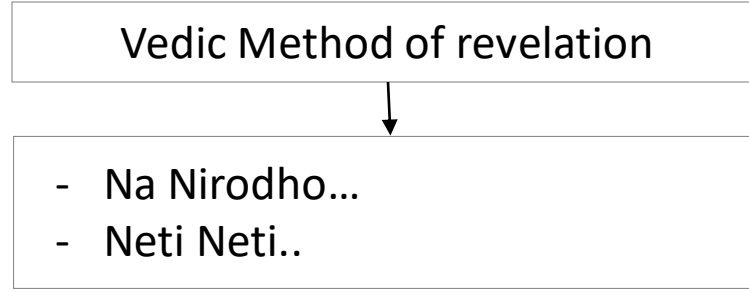 Vedic Method of revelation
- Na Nirodho…
- Neti Neti..